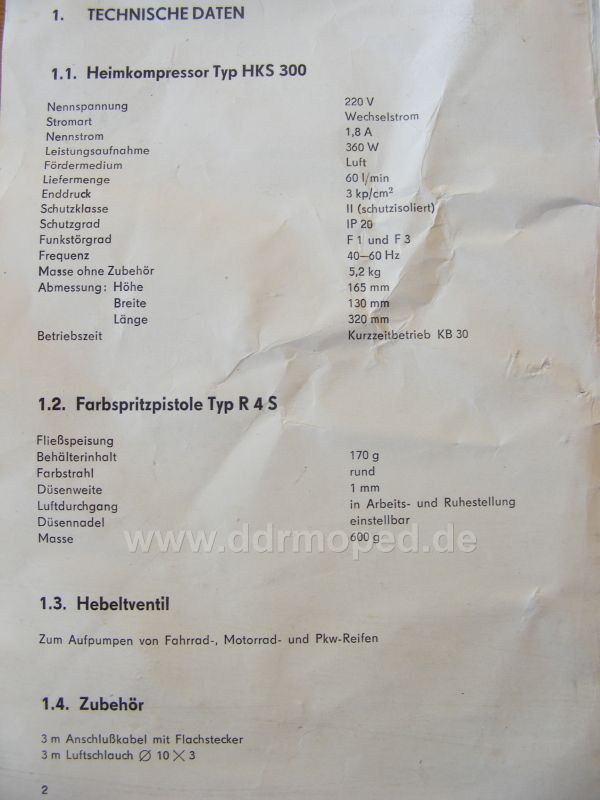 1. TECHNISCHE DATEN
1.1. Heimkompressor Typ HKS 300
Nennspannung 220 V
Stromart Wechselstrom
Nennstrom 1,8 A
Leistungsaufnahme 360 W
Fördermedium Luft
Liefermenge 60 l/min
Enddruck 3 kp/cm²
Schutzklasse II (schutzisoliert)
Schutzgrad IP 20
Funkstörgrad F 1 und F 3
Frequenz 40—60 Hz
Masse ohne Zubehör 5,2 kg
Abmessung: Höhe 165 mm
Breite 130 mm
Länge 320 mm
Betriebszeit Kurzzeitbetrieb KB 30
1.2. Farbspritzpistole Typ R 4 S
Fließspeisung
Behälterinhalt 170 g
Farbstrahl rund
Düsenweite 1 mm
Luftdurchgang in Arbeits- und Ruhestellung
Düsennadel einstellbar
Masse 600 g
www.ddrmoped.de
1.3. Hebeltventil
Zum Aufpumpen von Fahrrad-, Motorrad- und Pkw-Reifen
1.4. Zubehör
3 m Anschlußkabel mit Flachstecker
3 m Luftschlauch ∅ 10 × 3
2